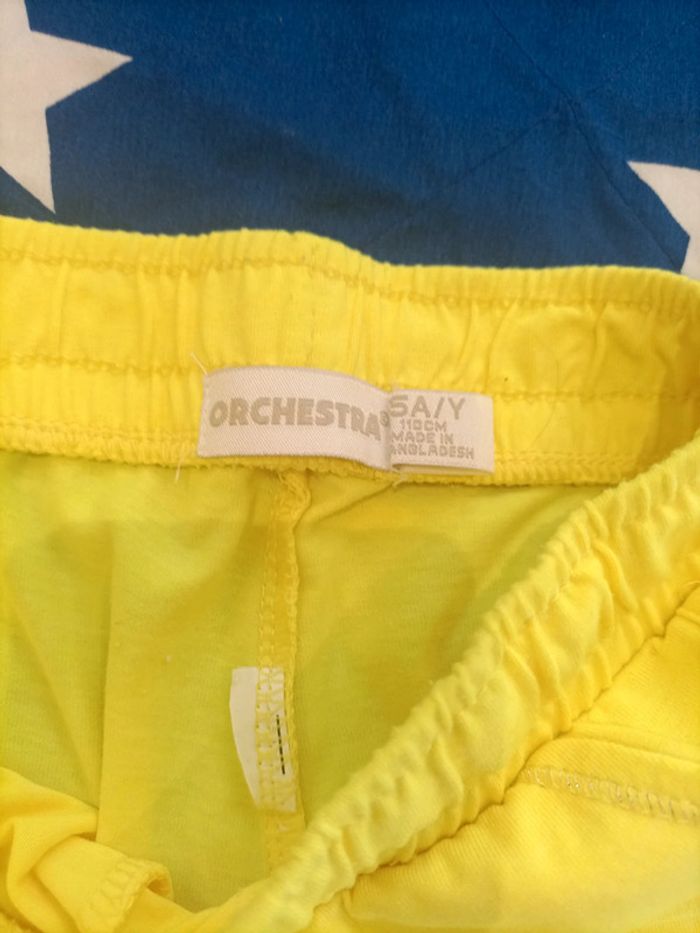 ORCHESTRA®
5A/Y
110CM
MADE IN
ANGLADESH